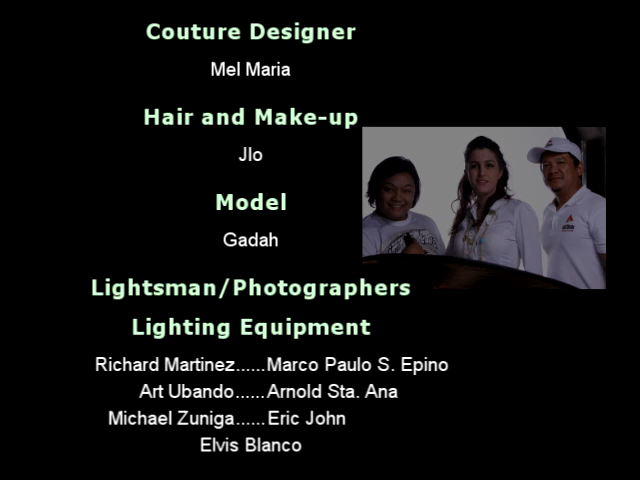 Couture Designer
Mel Maria
Hair and Make-up
Jlo
Model
Gadah
Lightsman/Photographers
Lighting Equipment
Richard Martinez......Marco Paulo S. Epino
Art Ubando......Arnold Sta. Ana
Michael Zuniga......Eric John
Elvis Blanco